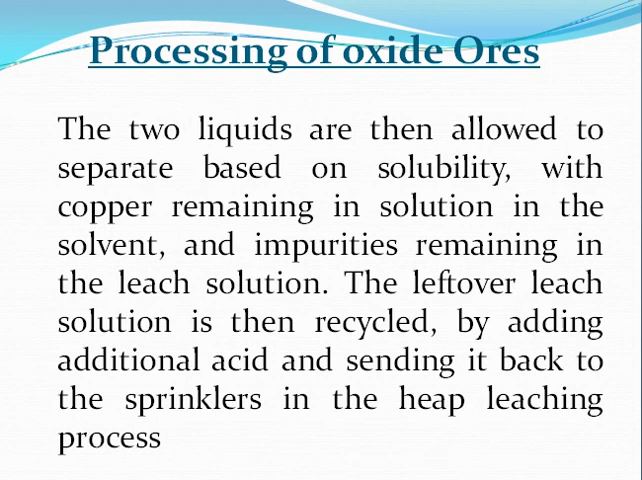 Processing of oxide Ores
The two liquids are then allowed to
separate based on solubility, with
copper remaining in solution in the
solvent, and impurities remaining in
the leach solution. The leftover leach
solution is then recycled, by adding
additional acid and sending it back to
the sprinklers in the heap leaching
process